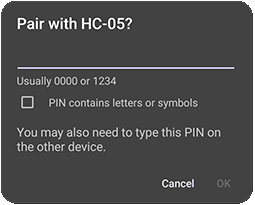 Pair with HC-05?
Usually 0000 or 1234
PIN contains letters or symbols
You may also need to type this PIN on
the other device.
Cancel OK